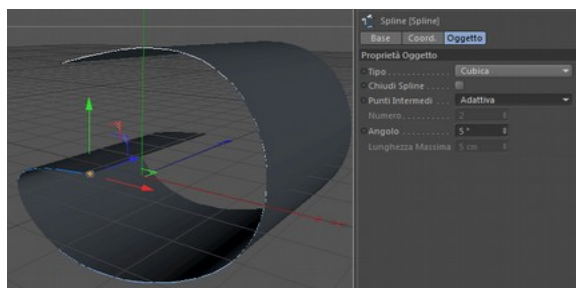 Spline [Spline]
Base Coord. Oggetto
Proprietà Oggetto
Tipo . . . . . . . . . . . . Cubica
Chiudi Spline . . .
Punti Intermedi . . . Adattiva
Numero. . . . . . . . . 2
Angolo . . . . . . . . . 5 °
Lunghezza Massima 5 cm